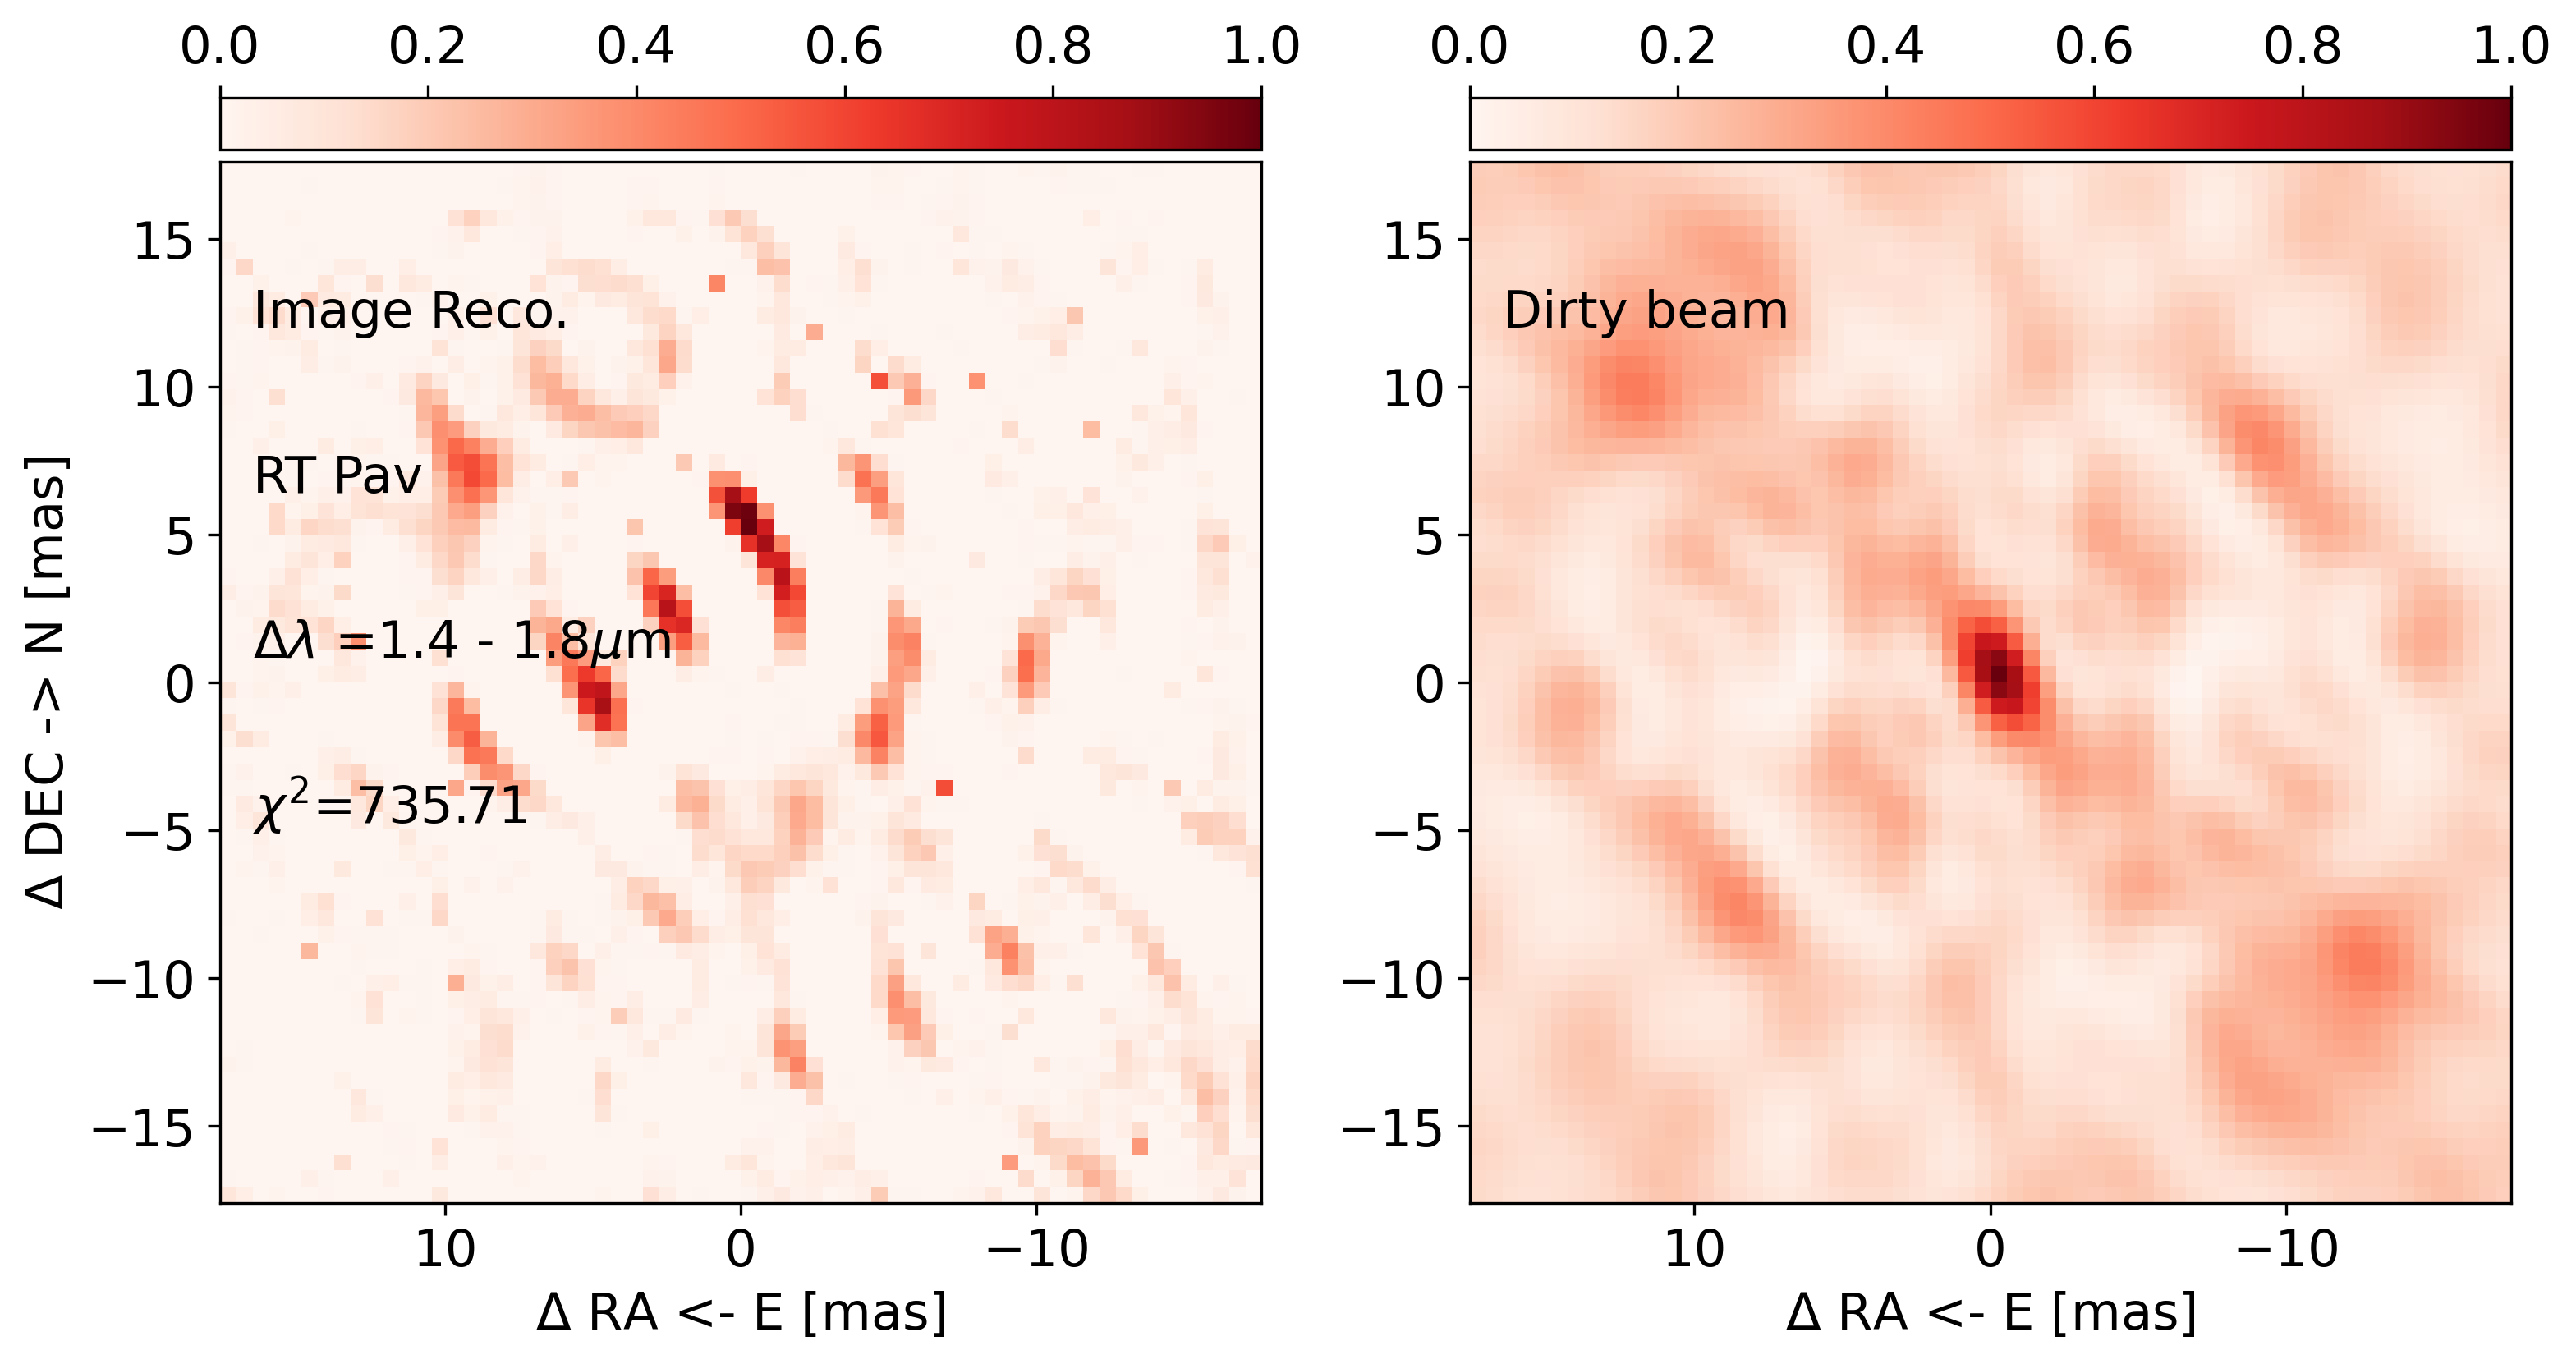 0.0 0.2 0.4 0.6 0.8 1.0
0.0 0.2 0.4 0.6 0.8 1.0
Δ DEC -> N [mas]
15
10
5
0
−5
−10
−15
Image Reco.
RT Pav
Δλ =1.4 - 1.8μm
χ²=735.71
10 0 −10
Δ RA <- E [mas]
15
10
5
0
−5
−10
−15
Dirty beam
10 0 −10
Δ RA <- E [mas]